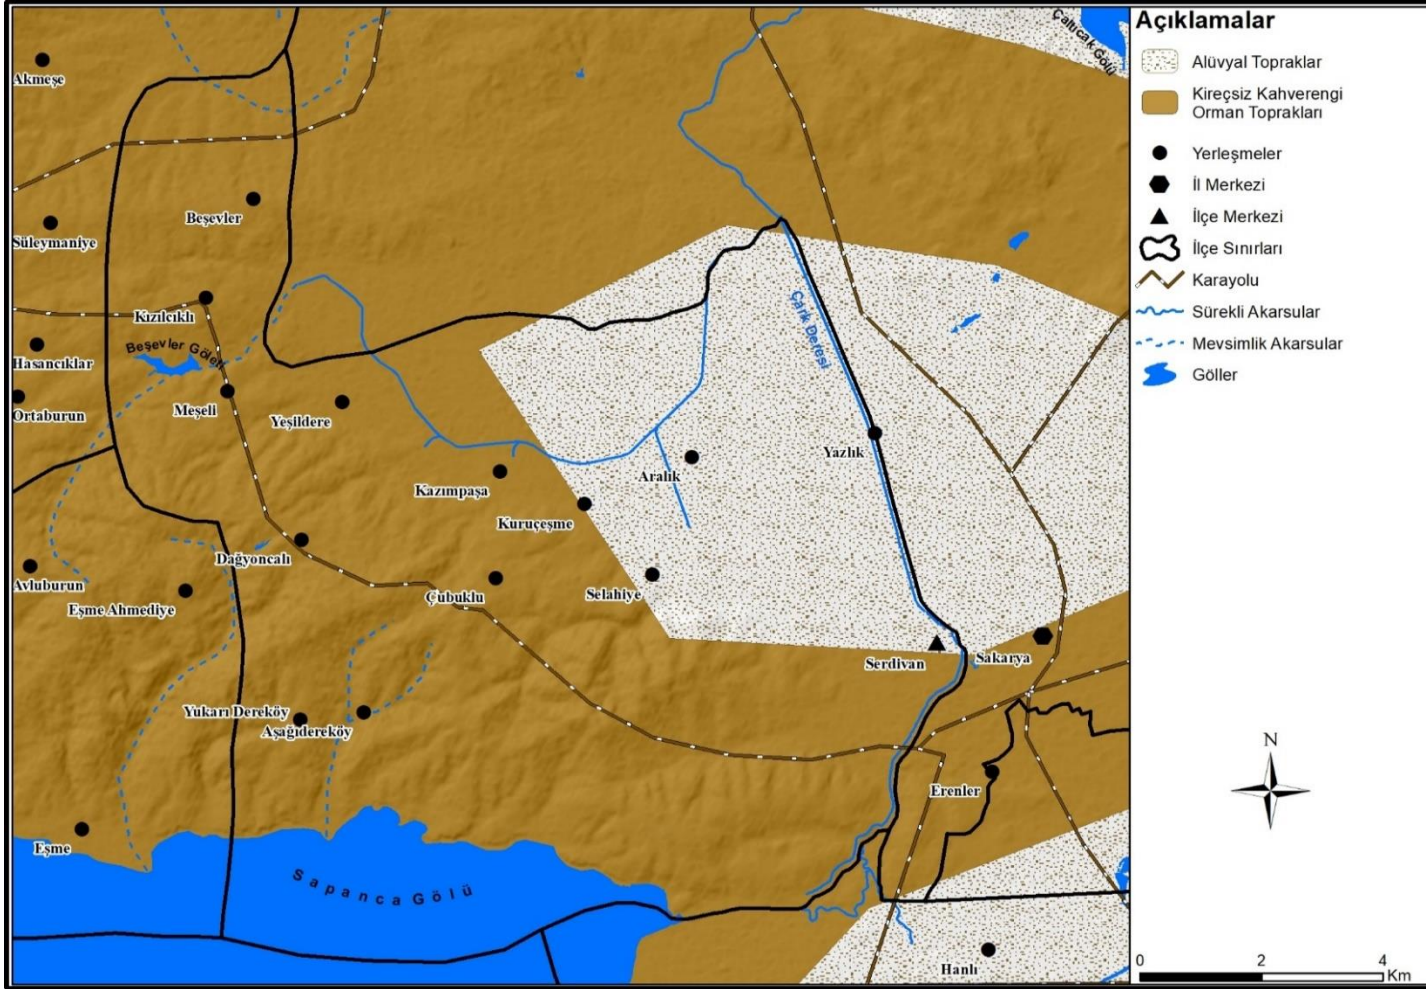 Açıklamalar
Alüvyal Topraklar
Kireçsiz Kahverengi
Orman Toprakları
Yerleşmeler
İl Merkezi
İlçe Merkezi
İlçe Sınırları
Karayolu
Sürekli Akarsular
Mevsimlik Akarsular
Göller
Çaltıcak Gölü
Akmeşe
Beşevler
Süleymaniye
Kızılcıklı
Beşevler Göleti
Hasancıklar
Çark Deresi
Meşeli
Ortaburun
Yeşildere
Yazlık
Aralık
Kazımpaşa
Kuruçeşme
Dağyoncalı
Avluburun
Eşme Ahmediye
Çubuklu
Selahiye
Serdivan
Sakarya
Yukarı Dereköy
Aşağıdereköy
Erenler
Eşme
Sapanca Gölü
Hanlı
N
0 2 4
Km